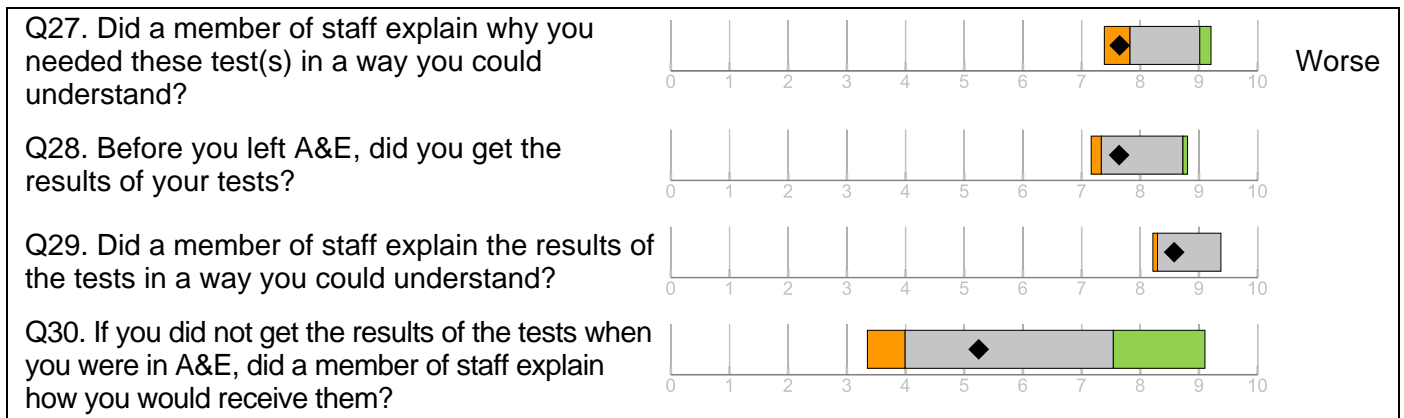 Q27. Did a member of staff explain why you
needed these test(s) in a way you could
understand?
0 1 2 3 4 5 6 7 8 9 10
Worse
Q28. Before you left A&E, did you get the
results of your tests?
0 1 2 3 4 5 6 7 8 9 10
Q29. Did a member of staff explain the results of
the tests in a way you could understand?
0 1 2 3 4 5 6 7 8 9 10
Q30. If you did not get the results of the tests when
you were in A&E, did a member of staff explain
how you would receive them?
0 1 2 3 4 5 6 7 8 9 10